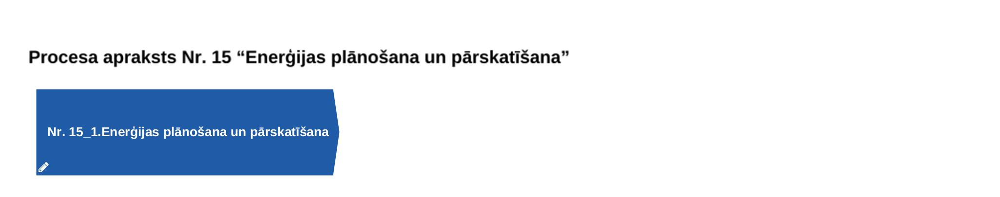 Procesa apraksts Nr. 15 “Enerģijas plānošana un pārskatīšana”
Nr. 15_1.Enerģijas plānošana un pārskatīšana